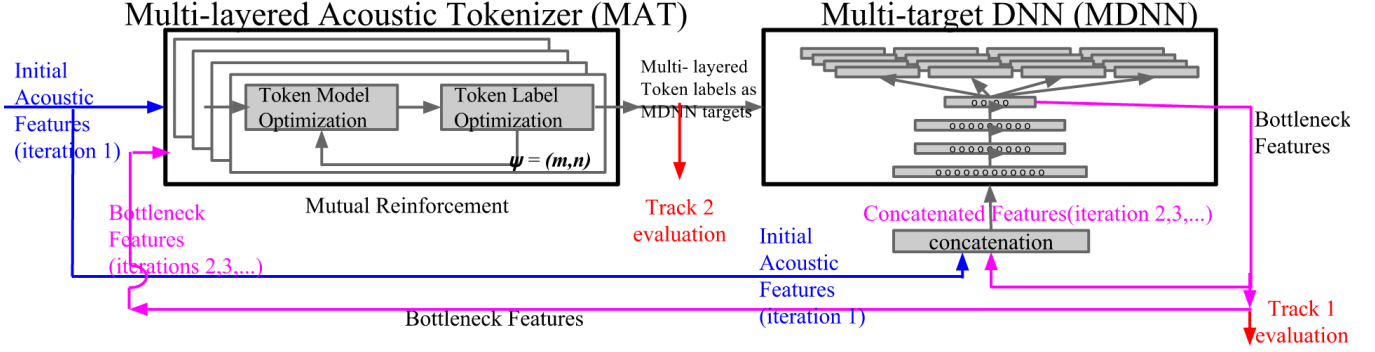 Multi-layered Acoustic Tokenizer (MAT)
Multi-target DNN (MDNN)
Initial
Acoustic
Features
(iteration 1)
Token Model
Optimization
Token Label
Optimization
ψ = (m,n)
Multi- layered
Token labels as
MDNN targets
Bottleneck
Features
Mutual Reinforcement
Bottleneck
Features
(iterations 2,3,...)
Track 2
evaluation
Concatenated Features(iteration 2,3,...)
concatenation
Initial
Acoustic
Features
(iteration 1)
Bottleneck Features
Track 1
evaluation